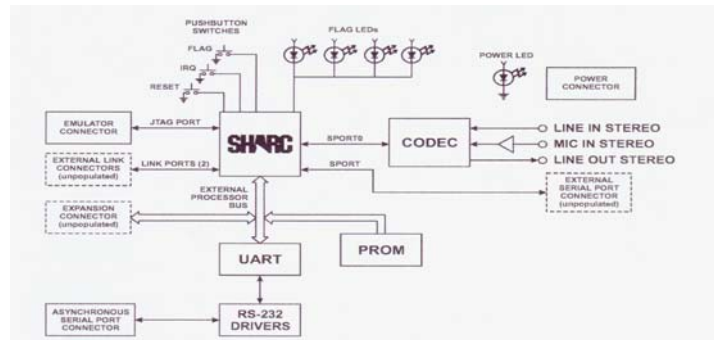 PUSHBUTTON
SWITCHES
FLAG
IRQ
RESET
FLAG LEDs
POWER LED
POWER
CONNECTOR
EMULATOR
CONNECTOR
JTAG PORT
SHARC
SPORT0
CODEC
LINE IN STEREO
MIC IN STEREO
LINE OUT STEREO
EXTERNAL LINK
CONNECTORS
(unpopulated)
LINK PORTS (2)
SPORT
EXTERNAL
SERIAL PORT
CONNECTOR
(unpopulated)
EXTERNAL
PROCESSOR
BUS
EXPANSION
CONNECTOR
(unpopulated)
UART
PROM
ASYNCHRONOUS
SERIAL PORT
CONNECTOR
RS-232
DRIVERS